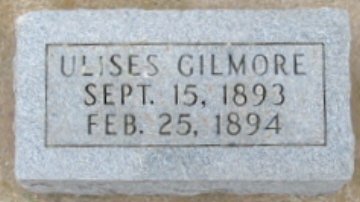 ULISES GILMORE
SEPT. 15, 1893
FEB. 25, 1894